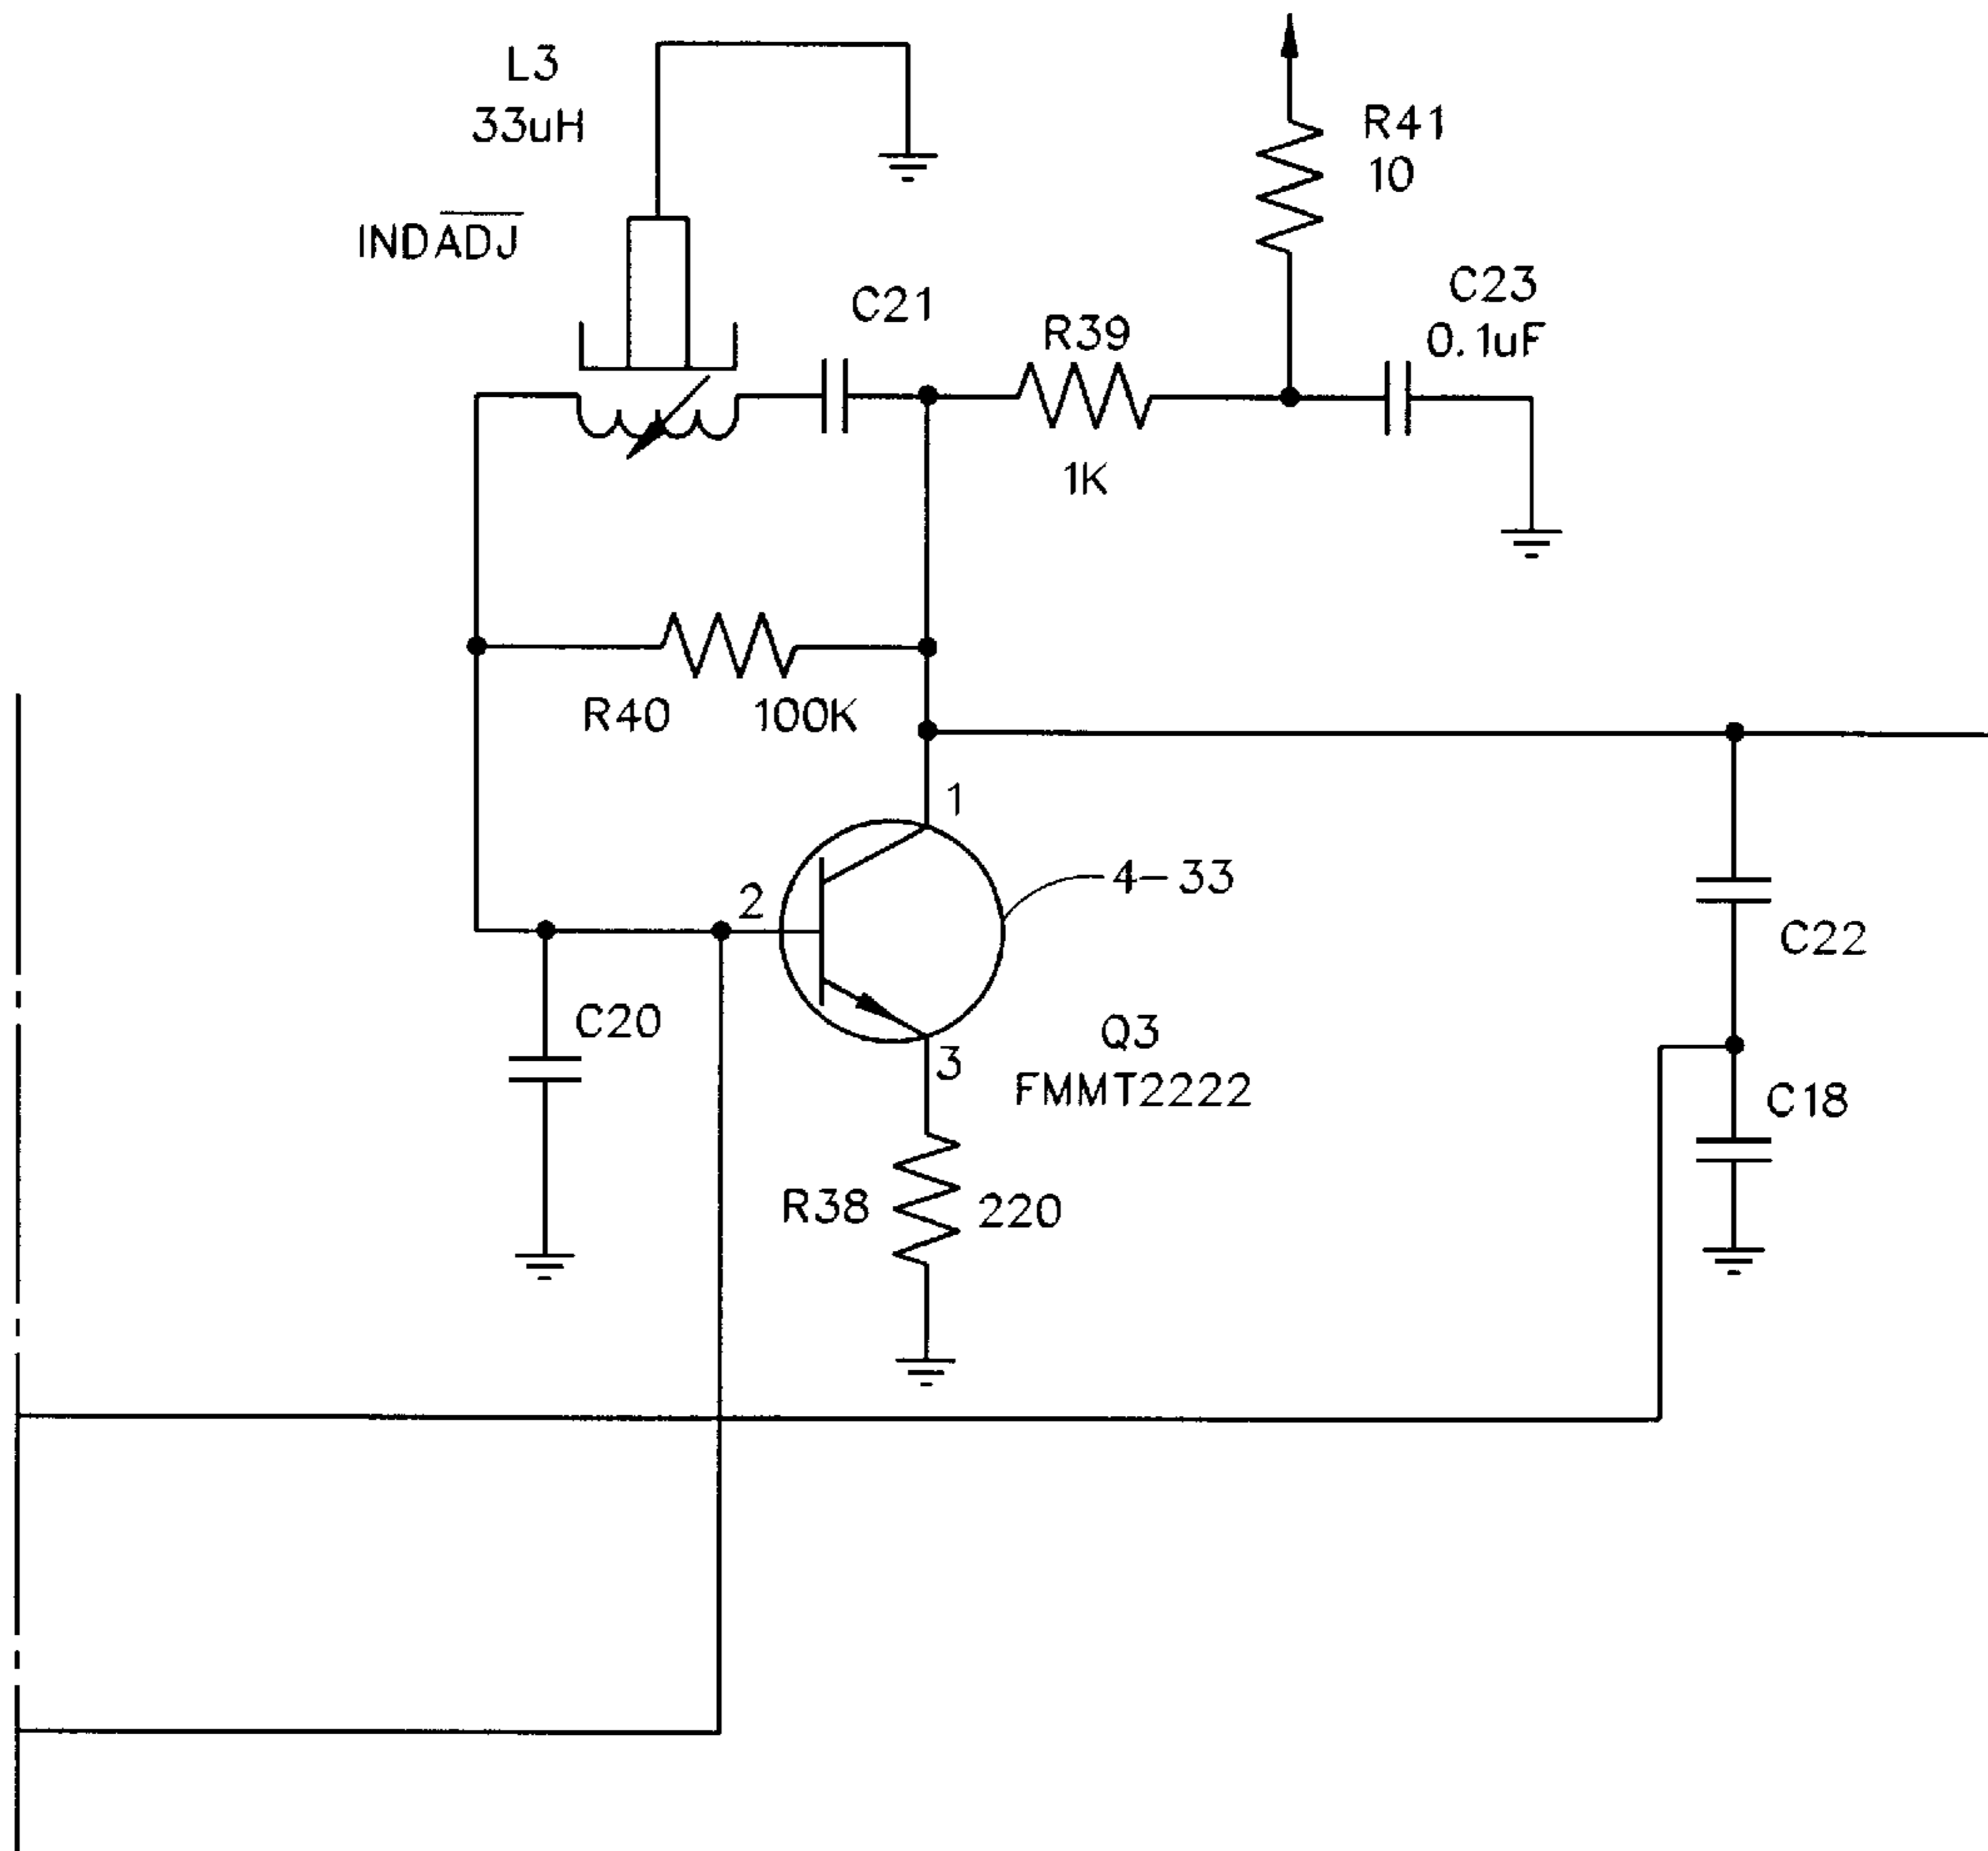 L3
33uH
INDADJ
C21
R39
1K
R41
10
C23
0.1uF
R40 100K
1
2
4-33
C20
3
Q3
FMMT2222
R38 220
C22
C18